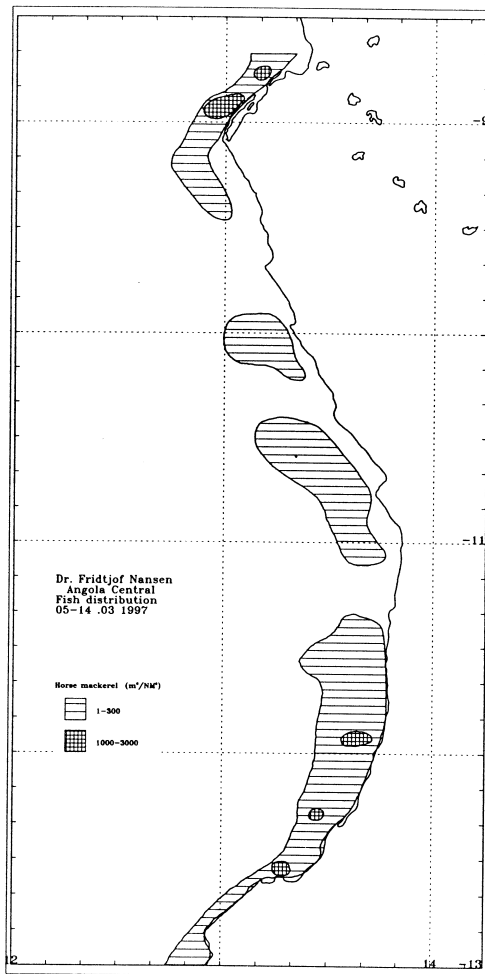 -9
-11
Dr. Fridtjof Nansen
Angola Central
Fish distribution
05-14 .03 1997
Horse mackerel (m²/NM²)
1-300
1000-3000
12
14
-13